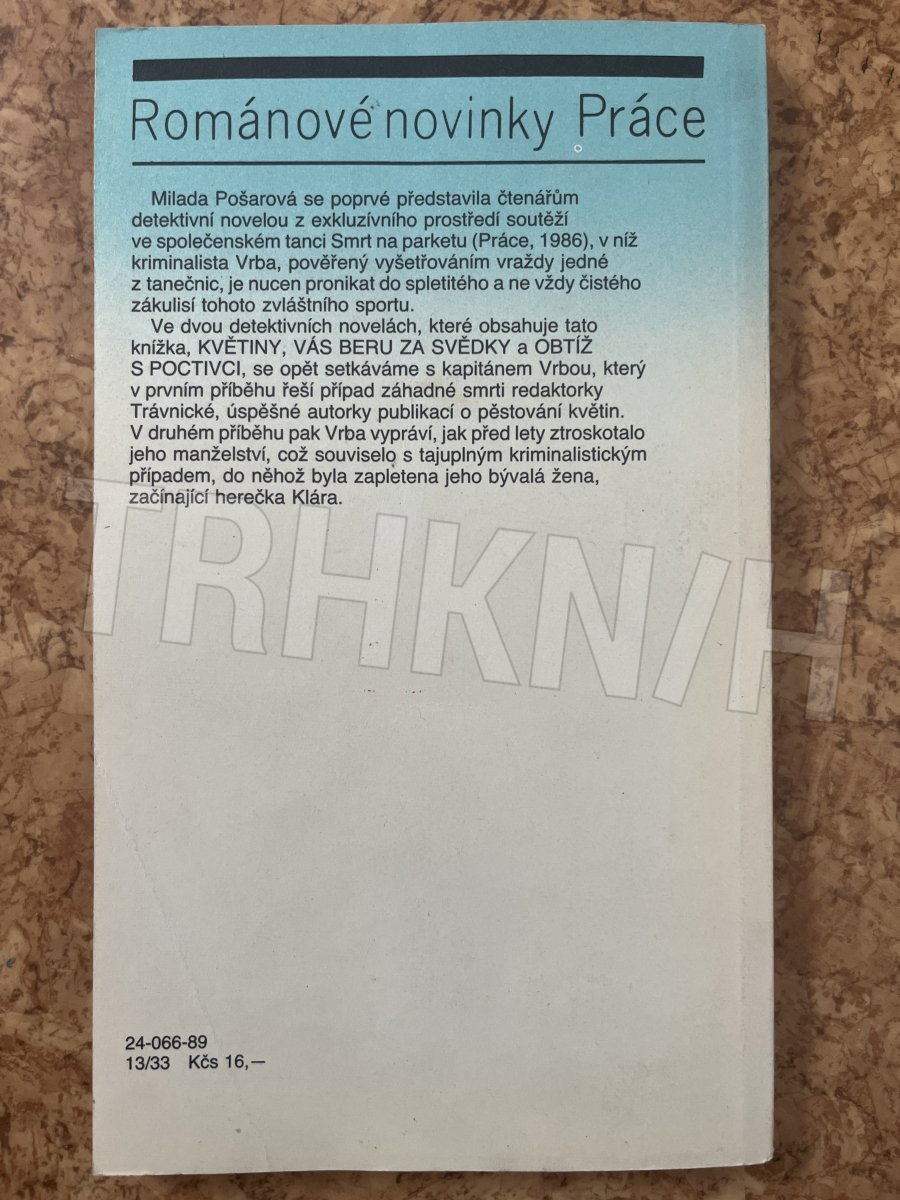 Románové novinky Práce
Milada Pošarová se poprvé představila čtenářům
detektivní novelou z exkluzívního prostředí soutěží
ve společenském tanci Smrt na parketu (Práce, 1986), v níž
kriminalista Vrba, pověřený vyšetřováním vraždy jedné
z tanečnic, je nucen pronikat do spletitého a ne vždy čistého
zákulisí tohoto zvláštního sportu.
Ve dvou detektivních novelách, které obsahuje tato
knížka, KVĚTINY, VÁS BERU ZA SVĚDKY a OBTÍŽ
S POCTIVCI, se opět setkáváme s kapitánem Vrbou, který
v prvním příběhu řeší případ záhadné smrti redaktorky
Trávnické, úspěšné autorky publikací o pěstování květin.
V druhém příběhu pak Vrba vypráví, jak před lety ztroskotalo
jeho manželství, což souviselo s tajuplným kriminalistickým
případem, do něhož byla zapletena jeho bývalá žena,
začínající herečka Klára.
TRHKNIH
24-066-89
13/33 Kčs 16,—